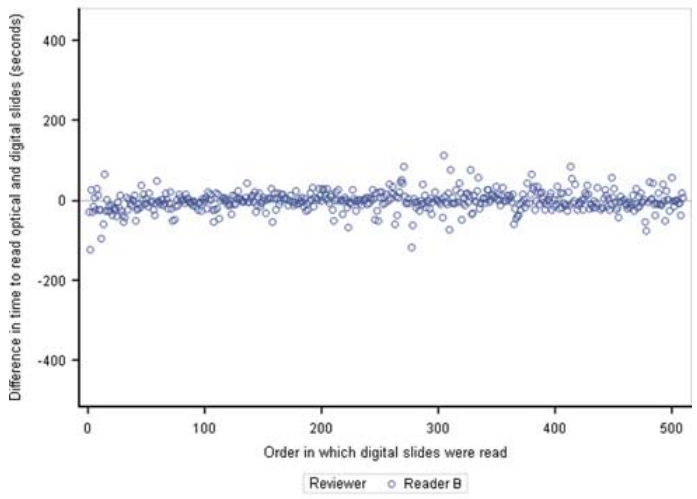 Difference in time to read optical and digital slides (seconds)
400
200
0
-200
-400
0 100 200 300 400 500
Order in which digital slides were read
Reviewer Reader B